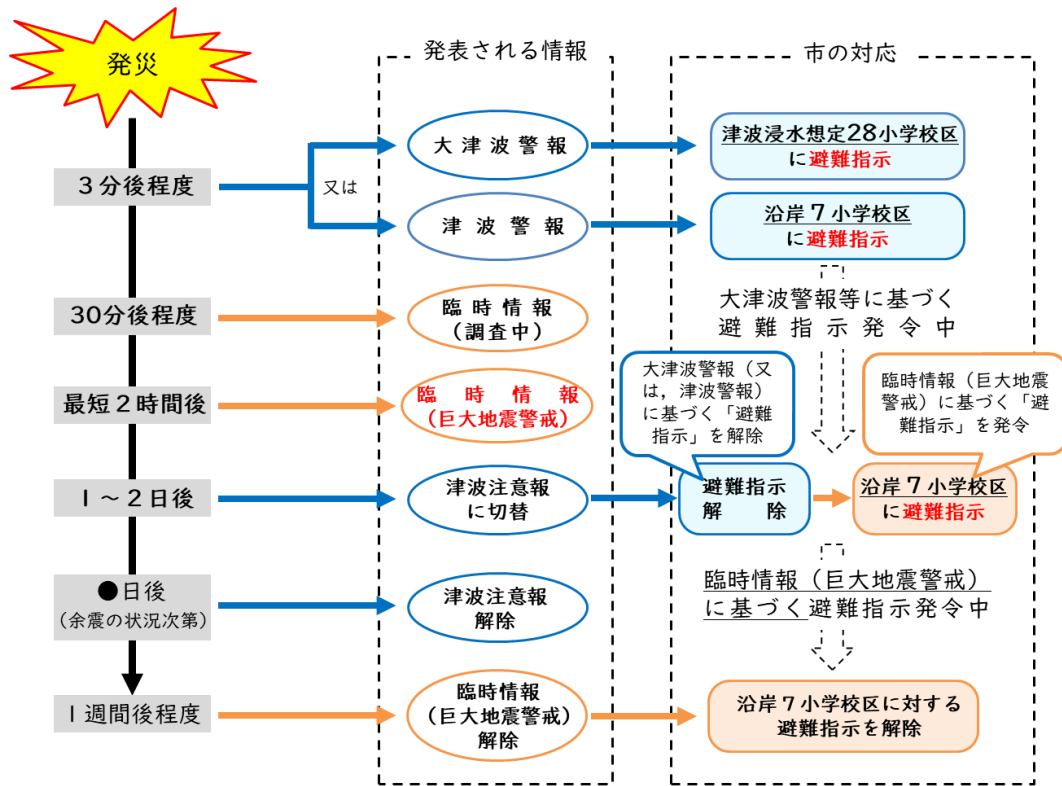 発災
発表される情報
市の対応
３分後程度
又は
大津波警報
津波浸水想定28小学校区
に避難指示
津波警報
沿岸７小学校区
に避難指示
30分後程度
臨時情報
（調査中）
大津波警報等に基づく
避難指示発令中
最短２時間後
臨時情報
（巨大地震警戒）
大津波警報（又
は，津波警報）
に基づく「避難
指示」を解除
臨時情報（巨大地震
警戒）に基づく「避
難指示」を発令
１～２日後
津波注意報
に切替
避難指示
解除
沿岸７小学校区
に避難指示
●日後
（余震の状況次第）
津波注意報
解除
臨時情報（巨大地震警戒）
に基づく避難指示発令中
１週間後程度
臨時情報
（巨大地震警戒）
解除
沿岸７小学校区に対する
避難指示を解除